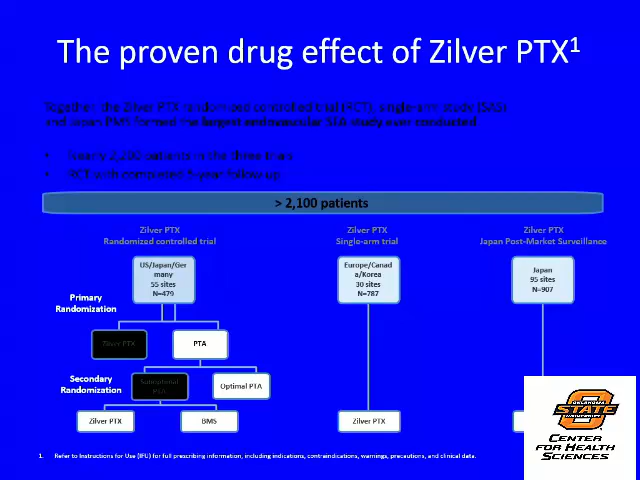 The proven drug effect of Zilver PTX1
Together, the Zilver PTX randomized controlled trial (RCT), single-arm study (SAS)
and Japan PMS formed the largest endovascular SFA study ever conducted
• Nearly 2,200 patients in the three trials
• RCT with completed 5-year follow-up
> 2,100 patients
Zilver PTX
Randomized controlled trial
Zilver PTX
Single-arm trial
Zilver PTX
Japan Post-Market Surveillance
US/Japan/Ger
many
55 sites
N=479
Europe/Canad
a/Korea
30 sites
N=787
Japan
95 sites
N=907
Primary
Randomization
Zilver PTX
PTA
Secondary
Randomization
Suboptimal
PTA
Optimal PTA
Zilver PTX
BMS
Zilver PTX
OKLAHOMA
STATE
UNIVERSITY
CENTER
FOR HEALTH
SCIENCES
1. Refer to Instructions for Use (IFU) for full prescribing information, including indications, contraindications, warnings, precautions, and clinical data.